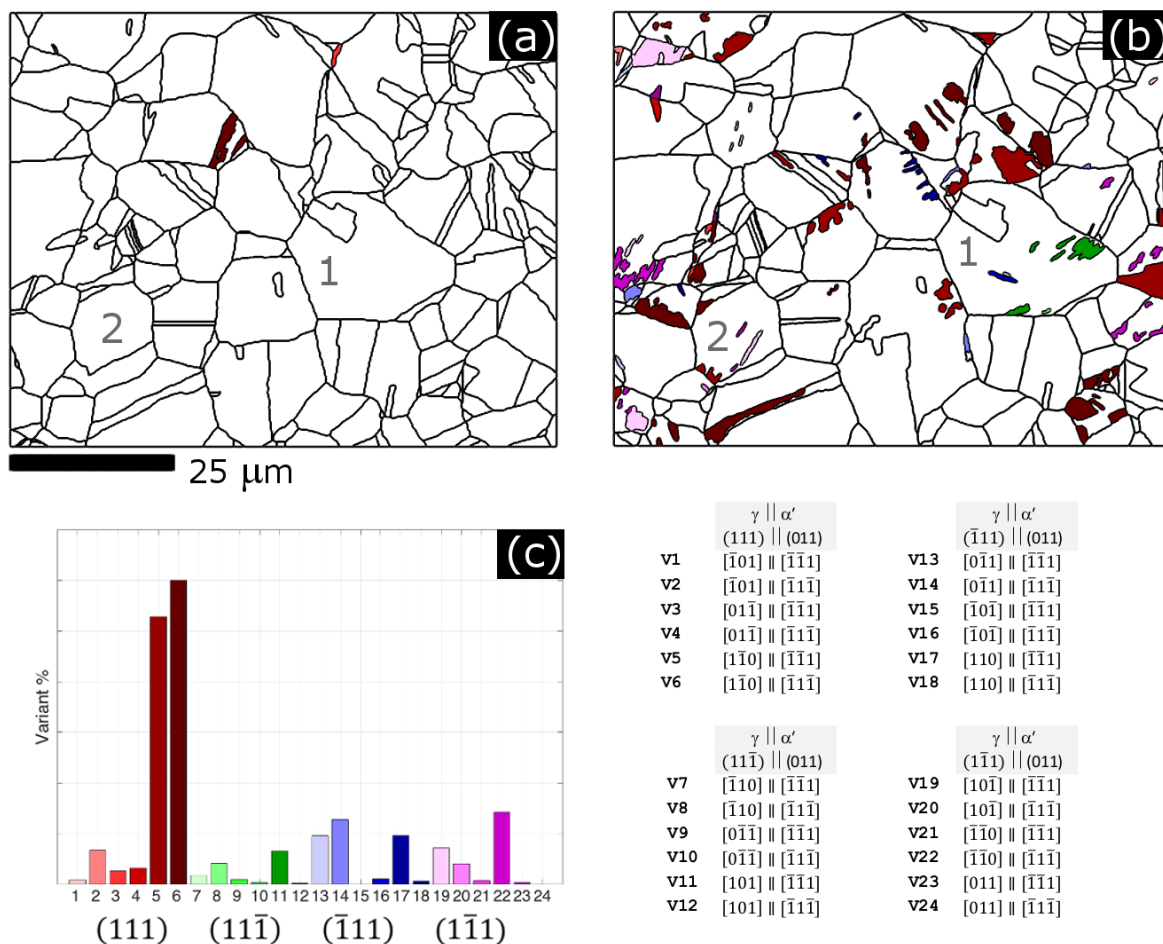 (a)
(b)
1
2
1
2
25 μm
(c)
Variant %
1 2 3 4 5 6 7 8 9 10 11 12 13 14 15 16 17 18 19 20 21 22 23 24
(111) (111̅) (1̅11) (11̅1)
γ || α′
(111) || (011)
V1 [1̅01] ∥ [1̅1̅1]
V2 [1̅01] ∥ [1̅11̅]
V3 [011̅] ∥ [1̅1̅1]
V4 [011̅] ∥ [1̅11̅]
V5 [11̅0] ∥ [1̅1̅1]
V6 [11̅0] ∥ [1̅11̅]
γ || α′
(1̅11) || (011)
V13 [01̅1] ∥ [1̅1̅1]
V14 [01̅1] ∥ [1̅11̅]
V15 [1̅01̅] ∥ [1̅1̅1]
V16 [1̅01̅] ∥ [1̅11̅]
V17 [110] ∥ [1̅1̅1]
V18 [110] ∥ [1̅11̅]
γ || α′
(111̅) || (011)
V7 [1̅10] ∥ [1̅1̅1]
V8 [1̅10] ∥ [1̅11̅]
V9 [01̅1̅] ∥ [1̅1̅1]
V10 [01̅1̅] ∥ [1̅11̅]
V11 [101] ∥ [1̅1̅1]
V12 [101] ∥ [1̅11̅]
γ || α′
(11̅1) || (011)
V19 [101̅] ∥ [1̅1̅1]
V20 [101̅] ∥ [1̅11̅]
V21 [1̅1̅0] ∥ [1̅1̅1]
V22 [1̅1̅0] ∥ [1̅11̅]
V23 [011] ∥ [1̅1̅1]
V24 [011] ∥ [1̅11̅]